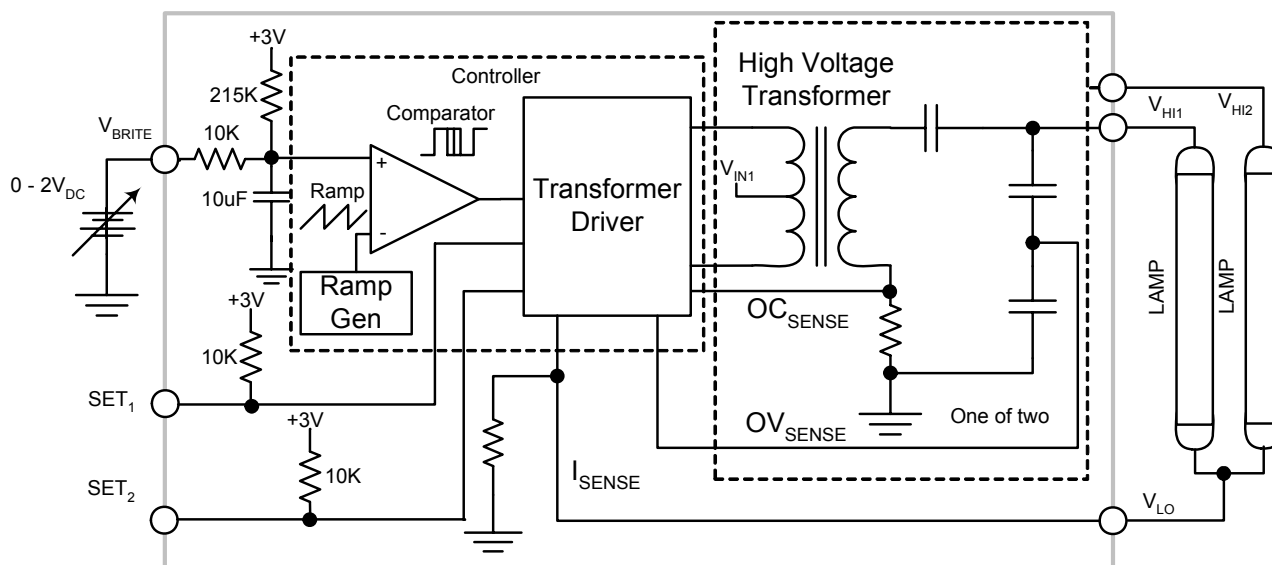 +3V
215K
V_BRITE
10K
10uF
0 - 2V_DC
Controller
Comparator
+
-
Ramp
Ramp
Gen
Transformer
Driver
High Voltage
Transformer
V_IN1
OC_SENSE
OV_SENSE
One of two
V_HI1
V_HI2
LAMP
LAMP
+3V
10K
SET_1
+3V
10K
SET_2
I_SENSE
V_LO